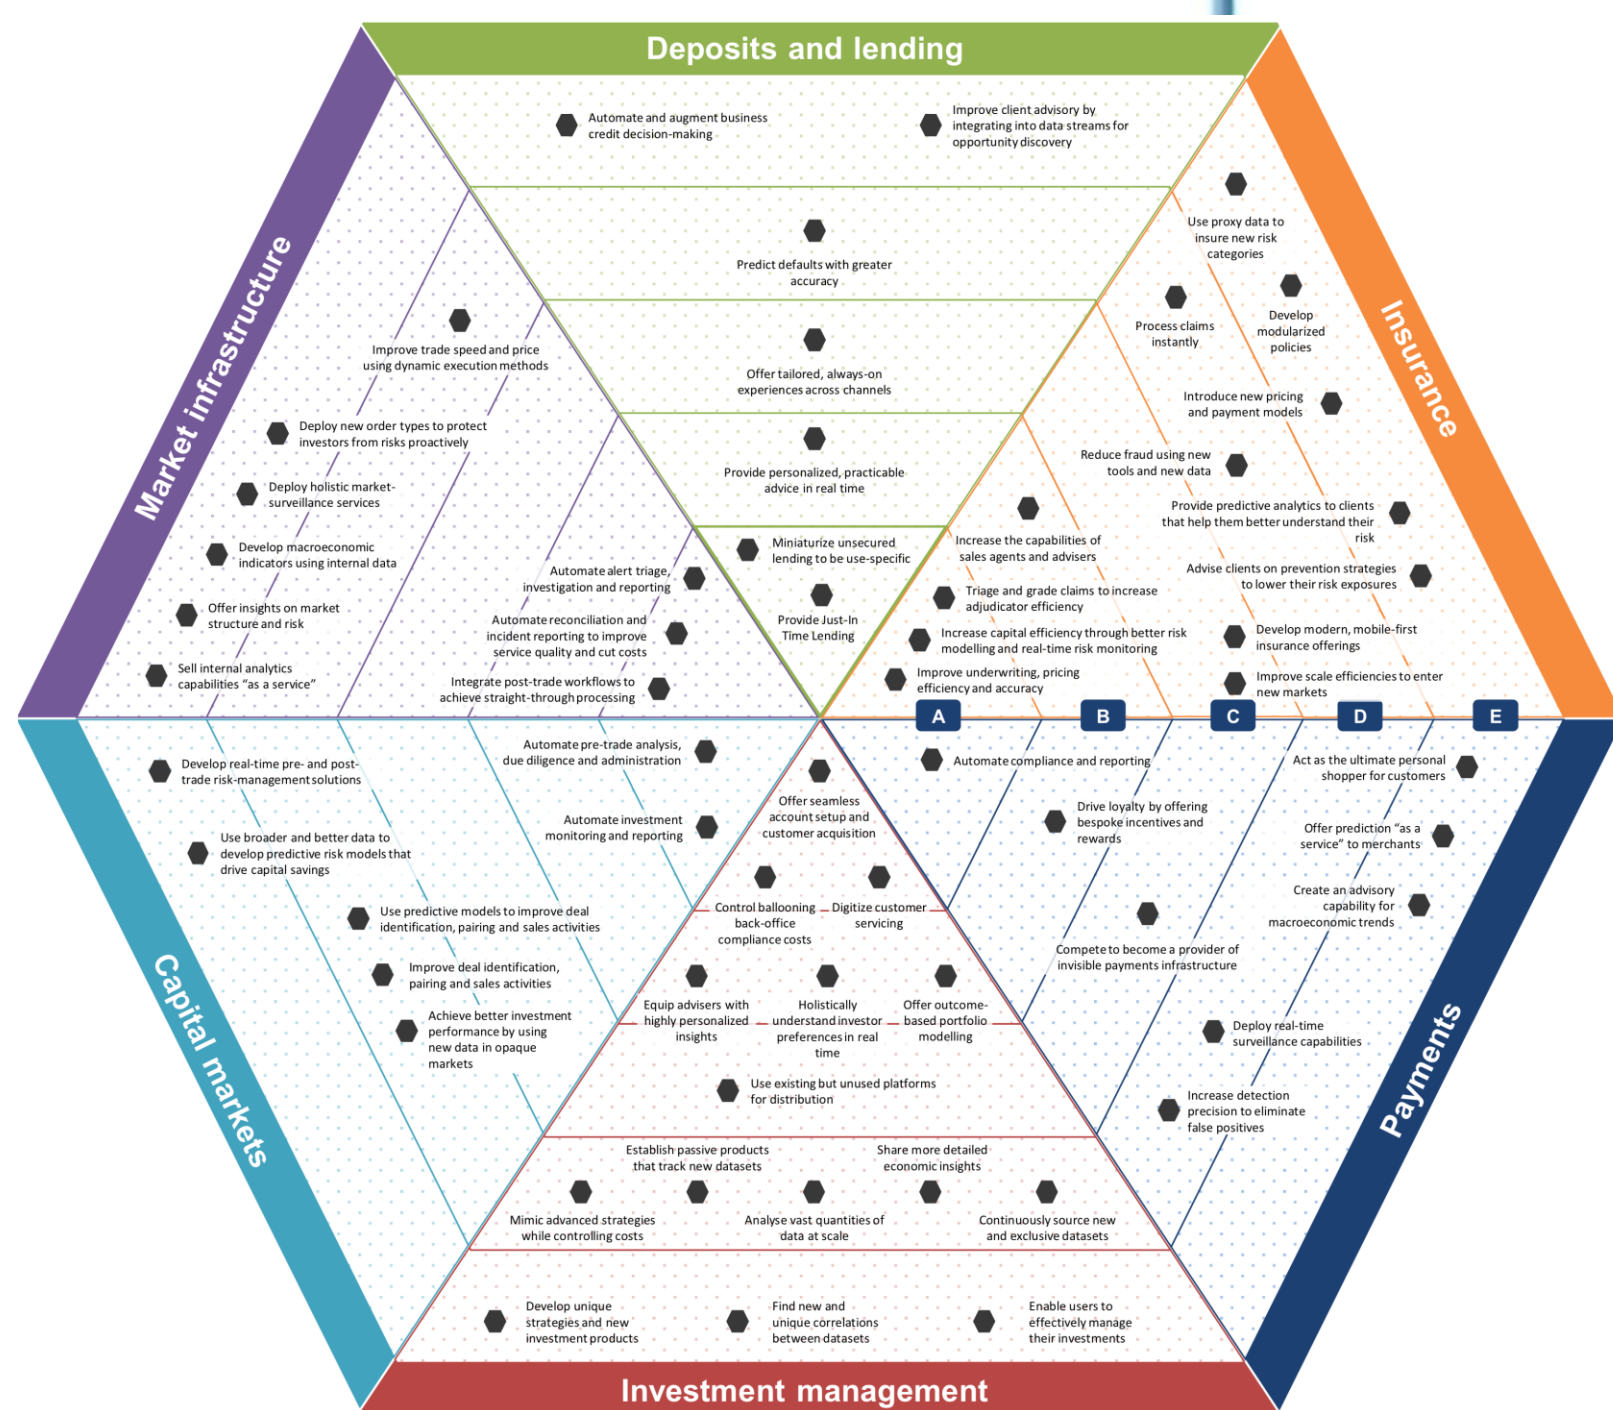 Deposits and lending
Automate and augment business
credit decision-making
Improve client advisory by
integrating into data streams for
opportunity discovery
Predict defaults with greater
accuracy
Offer tailored, always-on
experiences across channels
Provide personalized, practicable
advice in real time
Miniaturize unsecured
lending to be use-specific
Provide Just-In
Time Lending
Insurance
Use proxy data to
insure new risk
categories
Process claims
instantly
Develop
modularized
policies
Introduce new pricing
and payment models
Reduce fraud using new
tools and new data
Provide predictive analytics to clients
that help them better understand their
risk
Increase the capabilities of
sales agents and advisers
Advise clients on prevention strategies
to lower their risk exposures
Triage and grade claims to increase
adjudicator efficiency
Increase capital efficiency through better risk
modelling and real-time risk monitoring
Develop modern, mobile-first
insurance offerings
Improve underwriting, pricing
efficiency and accuracy
Improve scale efficiencies to enter
new markets
A
B
C
D
E
Market infrastructure
Improve trade speed and price
using dynamic execution methods
Deploy new order types to protect
investors from risks proactively
Deploy holistic market-
surveillance services
Develop macroeconomic
indicators using internal data
Offer insights on market
structure and risk
Sell internal analytics
capabilities “as a service”
Automate alert triage,
investigation and reporting
Automate reconciliation and
incident reporting to improve
service quality and cut costs
Integrate post-trade workflows to
achieve straight-through processing
Capital markets
Develop real-time pre- and post-
trade risk-management solutions
Automate pre-trade analysis,
due diligence and administration
Automate investment
monitoring and reporting
Use broader and better data to
develop predictive risk models that
drive capital savings
Use predictive models to improve deal
identification, pairing and sales activities
Improve deal identification,
pairing and sales activities
Achieve better investment
performance by using
new data in opaque
markets
Offer seamless
account setup and
customer acquisition
Control ballooning
back-office
compliance costs
Digitize customer
servicing
Equip advisers with
highly personalized
insights
Holistically
understand investor
preferences in real
time
Offer outcome-
based portfolio
modelling
Use existing but unused platforms
for distribution
Establish passive products
that track new datasets
Share more detailed
economic insights
Mimic advanced strategies
while controlling costs
Analyse vast quantities of
data at scale
Continuously source new
and exclusive datasets
Develop unique
strategies and new
investment products
Find new and
unique correlations
between datasets
Enable users to
effectively manage
their investments
Investment management
Automate compliance and reporting
Act as the ultimate personal
shopper for customers
Drive loyalty by offering
bespoke incentives and
rewards
Offer prediction “as a
service” to merchants
Create an advisory
capability for
macroeconomic trends
Compete to become a provider of
invisible payments infrastructure
Deploy real-time
surveillance capabilities
Increase detection
precision to eliminate
false positives
Payments